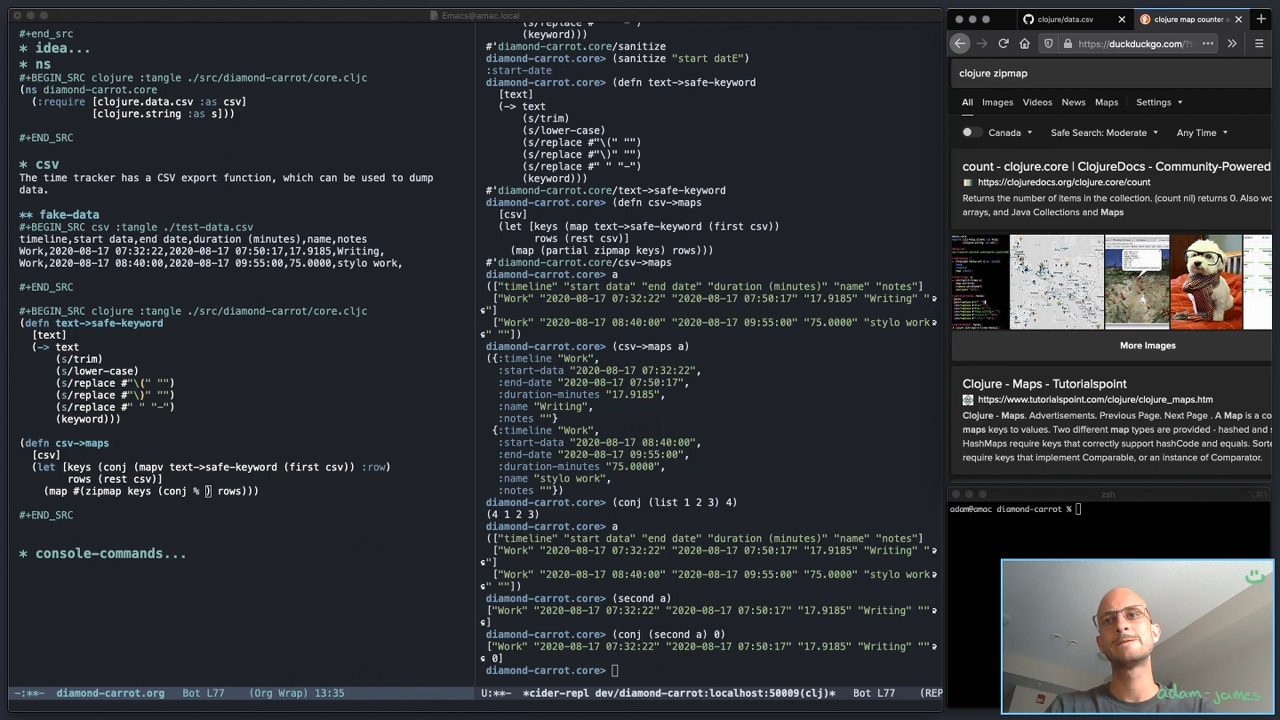 Emacs@amac.local
#+end_src
* idea...
* ns
#+BEGIN_SRC clojure :tangle ./src/diamond-carrot/core.cljc
(ns diamond-carrot.core
(:require [clojure.data.csv :as csv]
[clojure.string :as s]))
#+END_SRC
* csv
The time tracker has a CSV export function, which can be used to dump
data.
** fake-data
#+BEGIN_SRC csv :tangle ./test-data.csv
timeline,start data,end date,duration (minutes),name,notes
Work,2020-08-17 07:32:22,2020-08-17 07:50:17,17.9185,Writing,
Work,2020-08-17 08:40:00,2020-08-17 09:55:00,75.0000,stylo work,
#+END_SRC
#+BEGIN_SRC clojure :tangle ./src/diamond-carrot/core.cljc
(defn text->safe-keyword
[text]
(-> text
(s/trim)
(s/lower-case)
(s/replace #"\(" "")
(s/replace #"\)" "")
(s/replace #" " "-")
(keyword)))
(defn csv->maps
[csv]
(let [keys (conj (mapv text->safe-keyword (first csv)) :row)
rows (rest csv)]
(map #(zipmap keys (conj % ) rows)))
#+END_SRC
* console-commands...
-:**- diamond-carrot.org Bot L77 (Org Wrap) 13:35
(s/replace #" " "-")
(keyword)))
#'diamond-carrot.core/sanitize
diamond-carrot.core> (sanitize "start datE")
:start-date
diamond-carrot.core> (defn text->safe-keyword
[text]
(-> text
(s/trim)
(s/lower-case)
(s/replace #"\(" "")
(s/replace #"\)" "")
(s/replace #" " "-")
(keyword)))
#'diamond-carrot.core/text->safe-keyword
diamond-carrot.core> (defn csv->maps
[csv]
(let [keys (map text->safe-keyword (first csv))
rows (rest csv)]
(map (partial zipmap keys) rows)))
#'diamond-carrot.core/csv->maps
diamond-carrot.core> a
(["timeline" "start data" "end date" "duration (minutes)" "name" "notes"]
["Work" "2020-08-17 07:32:22" "2020-08-17 07:50:17" "17.9185" "Writing" ""
]
["Work" "2020-08-17 08:40:00" "2020-08-17 09:55:00" "75.0000" "stylo work
" ""])
diamond-carrot.core> (csv->maps a)
({:timeline "Work",
:start-data "2020-08-17 07:32:22",
:end-date "2020-08-17 07:50:17",
:duration-minutes "17.9185",
:name "Writing",
:notes ""}
{:timeline "Work",
:start-data "2020-08-17 08:40:00",
:end-date "2020-08-17 09:55:00",
:duration-minutes "75.0000",
:name "stylo work",
:notes ""})
diamond-carrot.core> (conj (list 1 2 3) 4)
(4 1 2 3)
diamond-carrot.core> a
(["timeline" "start data" "end date" "duration (minutes)" "name" "notes"]
["Work" "2020-08-17 07:32:22" "2020-08-17 07:50:17" "17.9185" "Writing" ""
]
["Work" "2020-08-17 08:40:00" "2020-08-17 09:55:00" "75.0000" "stylo work
" ""])
diamond-carrot.core> (second a)
["Work" "2020-08-17 07:32:22" "2020-08-17 07:50:17" "17.9185" "Writing" ""
]
diamond-carrot.core> (conj (second a) 0)
["Work" "2020-08-17 07:32:22" "2020-08-17 07:50:17" "17.9185" "Writing" ""
0]
diamond-carrot.core>
U:**- *cider-repl dev/diamond-carrot:localhost:50009(clj)* Bot L77 (REP
clojure/data.csv
clojure map counter
https://duckduckgo.com/?
clojure zipmap
All Images Videos News Maps Settings
Canada Safe Search: Moderate Any Time
count - clojure.core | ClojureDocs - Community-Powered
https://clojuredocs.org/clojure.core/count
Returns the number of items in the collection. (count nil) returns 0. Also wo
arrays, and Java Collections and Maps
More Images
Clojure - Maps - Tutorialspoint
https://www.tutorialspoint.com/clojure/clojure_maps.htm
Clojure - Maps. Advertisements. Previous Page. Next Page . A Map is a co
maps keys to values. Two different map types are provided - hashed and s
HashMaps require keys that correctly support hashCode and equals. Sorte
require keys that implement Comparable, or an instance of Comparator.
zsh
adam@amac diamond-carrot %
adam-james